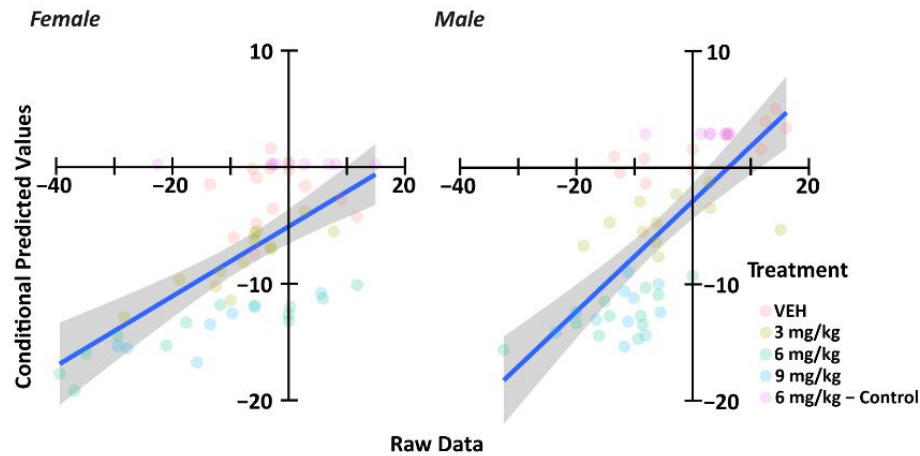 Female
Male
10
10
Conditional Predicted Values
−40
−20
20
−40
−20
20
−10
−10
−20
−20
Treatment
VEH
3 mg/kg
6 mg/kg
9 mg/kg
6 mg/kg – Control
Raw Data